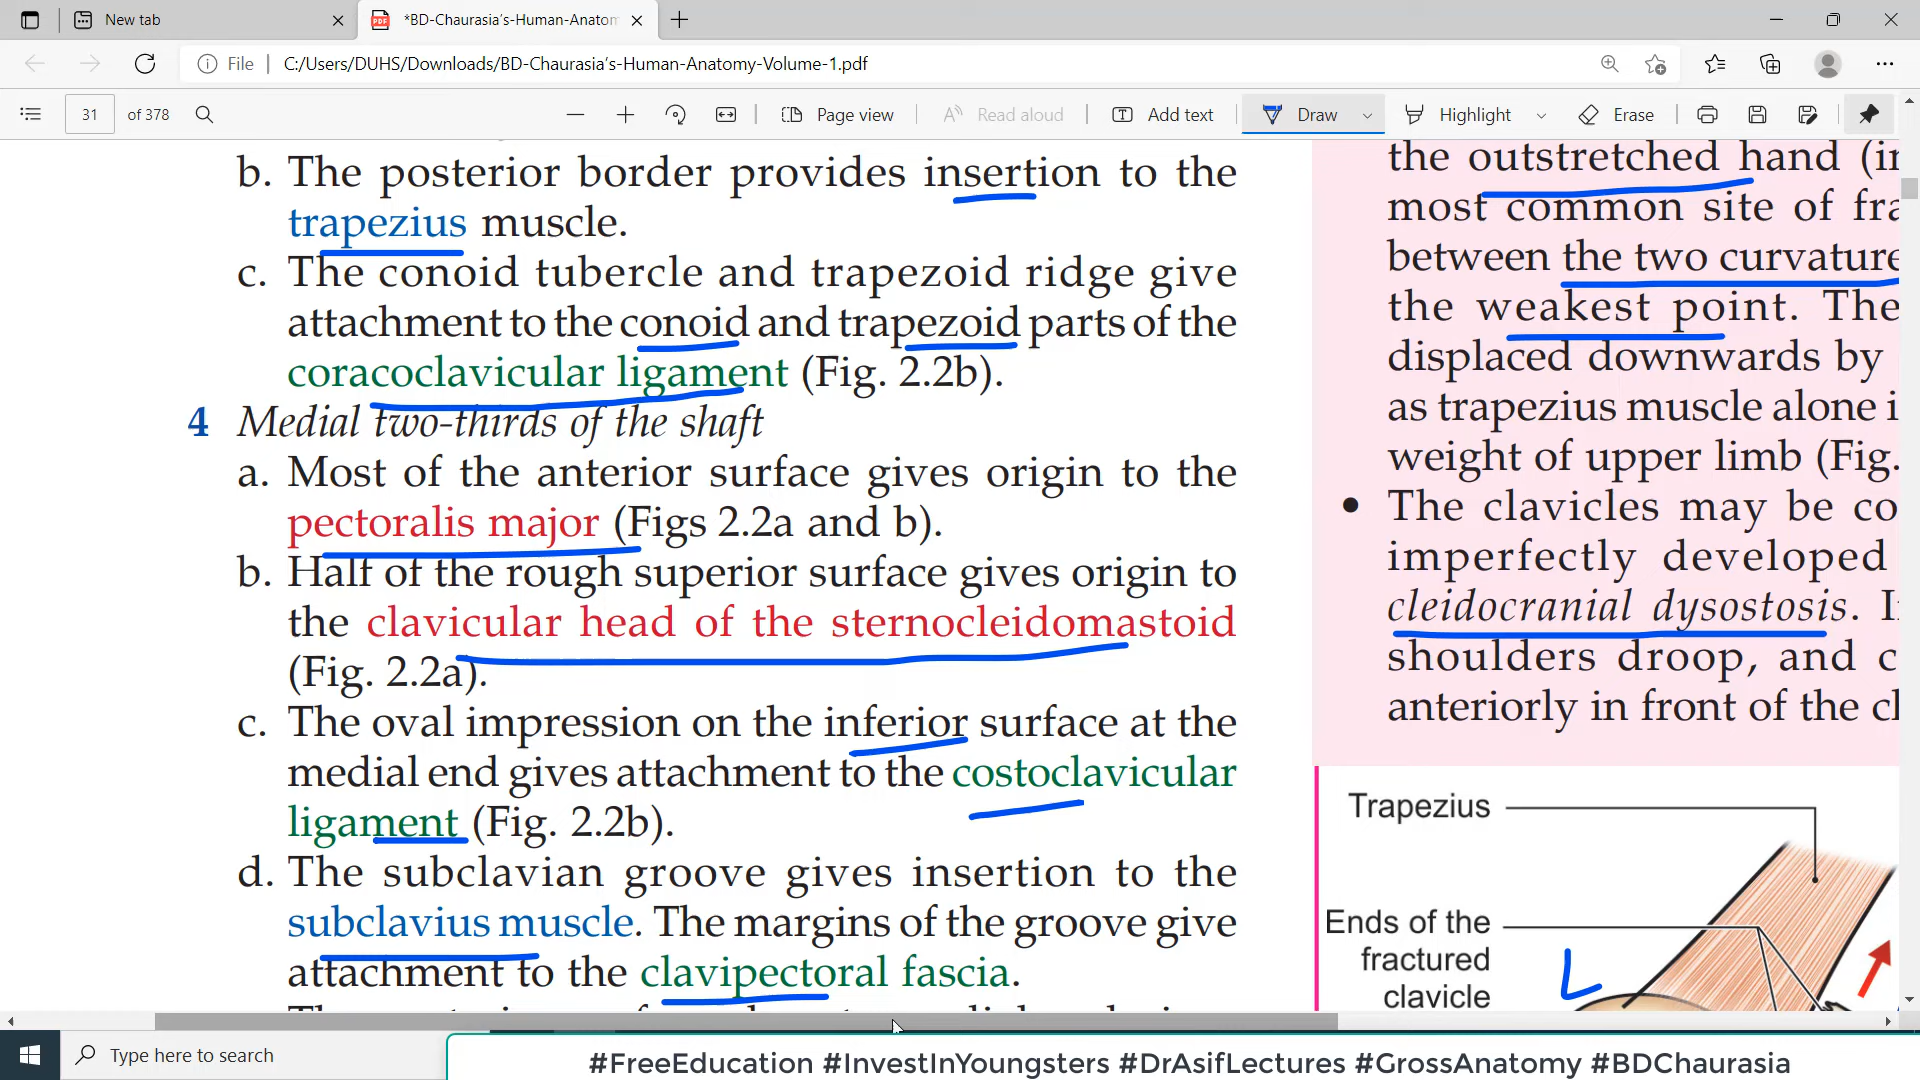 New tab
*BD-Chaurasia's-Human-Anatom
File
C:/Users/DUHS/Downloads/BD-Chaurasia's-Human-Anatomy-Volume-1.pdf
31 of 378
Page view
Read aloud
Add text
Draw
Highlight
Erase
b. The posterior border provides insertion to the
trapezius muscle.
c. The conoid tubercle and trapezoid ridge give
attachment to the conoid and trapezoid parts of the
coracoclavicular ligament (Fig. 2.2b).
4 Medial two-thirds of the shaft
a. Most of the anterior surface gives origin to the
pectoralis major (Figs 2.2a and b).
b. Half of the rough superior surface gives origin to
the clavicular head of the sternocleidomastoid
(Fig. 2.2a).
c. The oval impression on the inferior surface at the
medial end gives attachment to the costoclavicular
ligament (Fig. 2.2b).
d. The subclavian groove gives insertion to the
subclavius muscle. The margins of the groove give
attachment to the clavipectoral fascia.
the outstretched hand (in
most common site of fra
between the two curvature
the weakest point. The
displaced downwards by
as trapezius muscle alone i
weight of upper limb (Fig.
• The clavicles may be co
imperfectly developed
cleidocranial dysostosis. I
shoulders droop, and c
anteriorly in front of the cl
Trapezius
Ends of the
fractured
clavicle
Type here to search
#FreeEducation #InvestInYoungsters #DrAsifLectures #GrossAnatomy #BDChaurasia